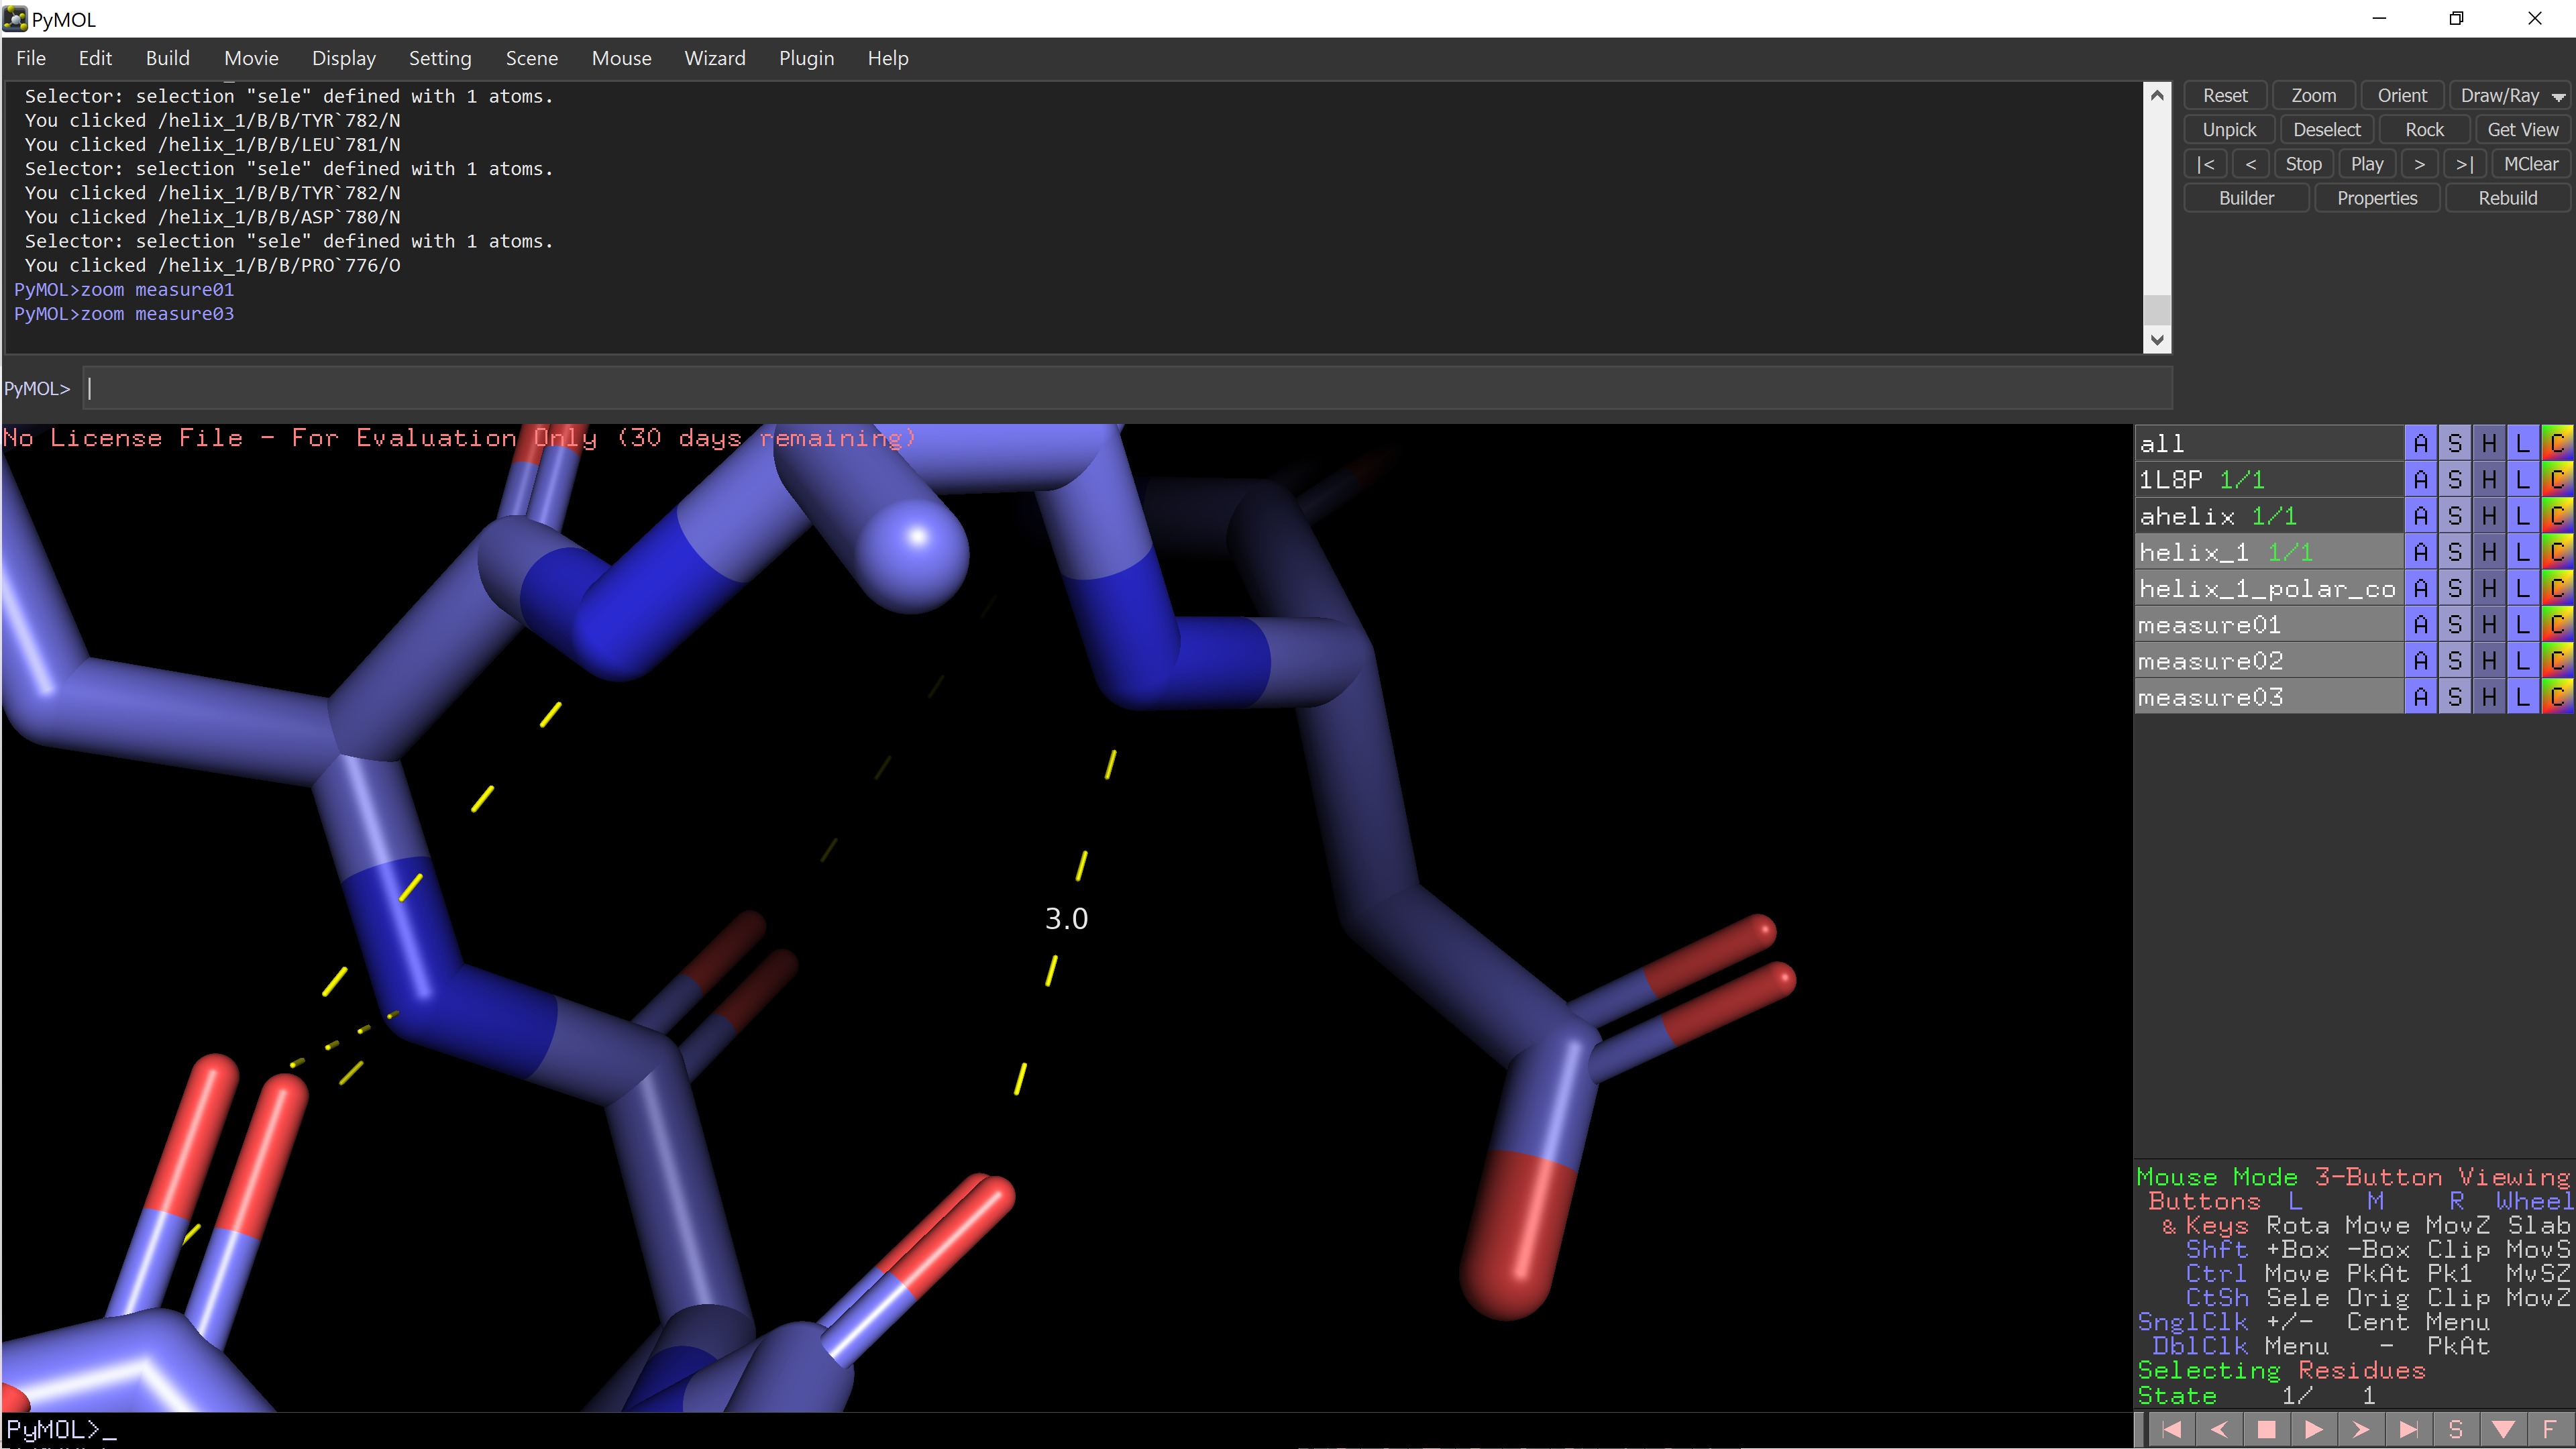 PyMOL
File Edit Build Movie Display Setting Scene Mouse Wizard Plugin Help
Selector: selection "sele" defined with 1 atoms.
You clicked /helix_1/B/B/TYR`782/N
You clicked /helix_1/B/B/LEU`781/N
Selector: selection "sele" defined with 1 atoms.
You clicked /helix_1/B/B/TYR`782/N
You clicked /helix_1/B/B/ASP`780/N
Selector: selection "sele" defined with 1 atoms.
You clicked /helix_1/B/B/PRO`776/O
PyMOL>zoom measure01
PyMOL>zoom measure03
PyMOL>
Reset Zoom Orient Draw/Ray
Unpick Deselect Rock Get View
|< < Stop Play > >| MClear
Builder Properties Rebuild
No License File - For Evaluation Only (30 days remaining)
3.0
all A S H L C
1L8P 1/1 A S H L C
ahelix 1/1 A S H L C
helix_1 1/1 A S H L C
helix_1_polar_co A S H L C
measure01 A S H L C
measure02 A S H L C
measure03 A S H L C
Mouse Mode 3-Button Viewing
Buttons L M R Wheel
& Keys Rota Move MovZ Slab
Shft +Box -Box Clip MovS
Ctrl Move PkAt Pk1 MvSZ
CtSh Sele Orig Clip MovZ
SnglClk +/- Cent Menu
DblClk Menu - PkAt
Selecting Residues
State 1/ 1
PyMOL>_
S F